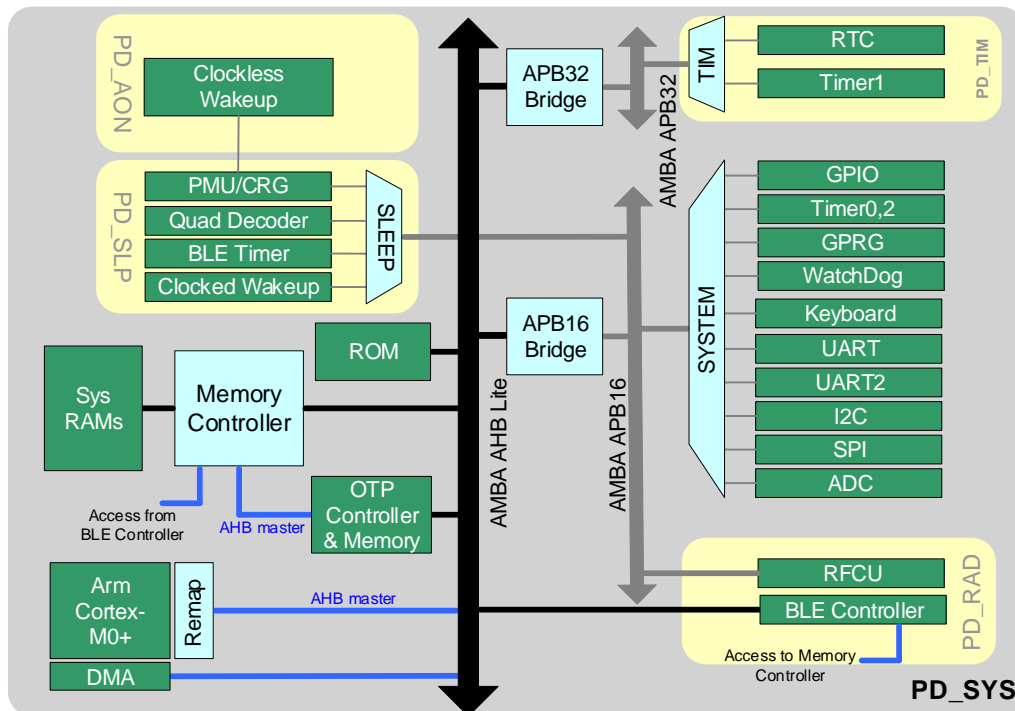 PD_AON
Clockless
Wakeup
PD_SLP
PMU/CRG
Quad Decoder
BLE Timer
Clocked Wakeup
SLEEP
APB32
Bridge
AMBA APB32
TIM
RTC
Timer1
PD_TIM
ROM
Sys
RAMs
Memory
Controller
Access from
BLE Controller
AHB master
OTP
Controller
& Memory
Arm
Cortex-
M0+
Remap
AHB master
DMA
AMBA AHB Lite
APB16
Bridge
AMBA APB16
SYSTEM
GPIO
Timer0,2
GPRG
WatchDog
Keyboard
UART
UART2
I2C
SPI
ADC
RFCU
BLE Controller
PD_RAD
Access to Memory
Controller
PD_SYS